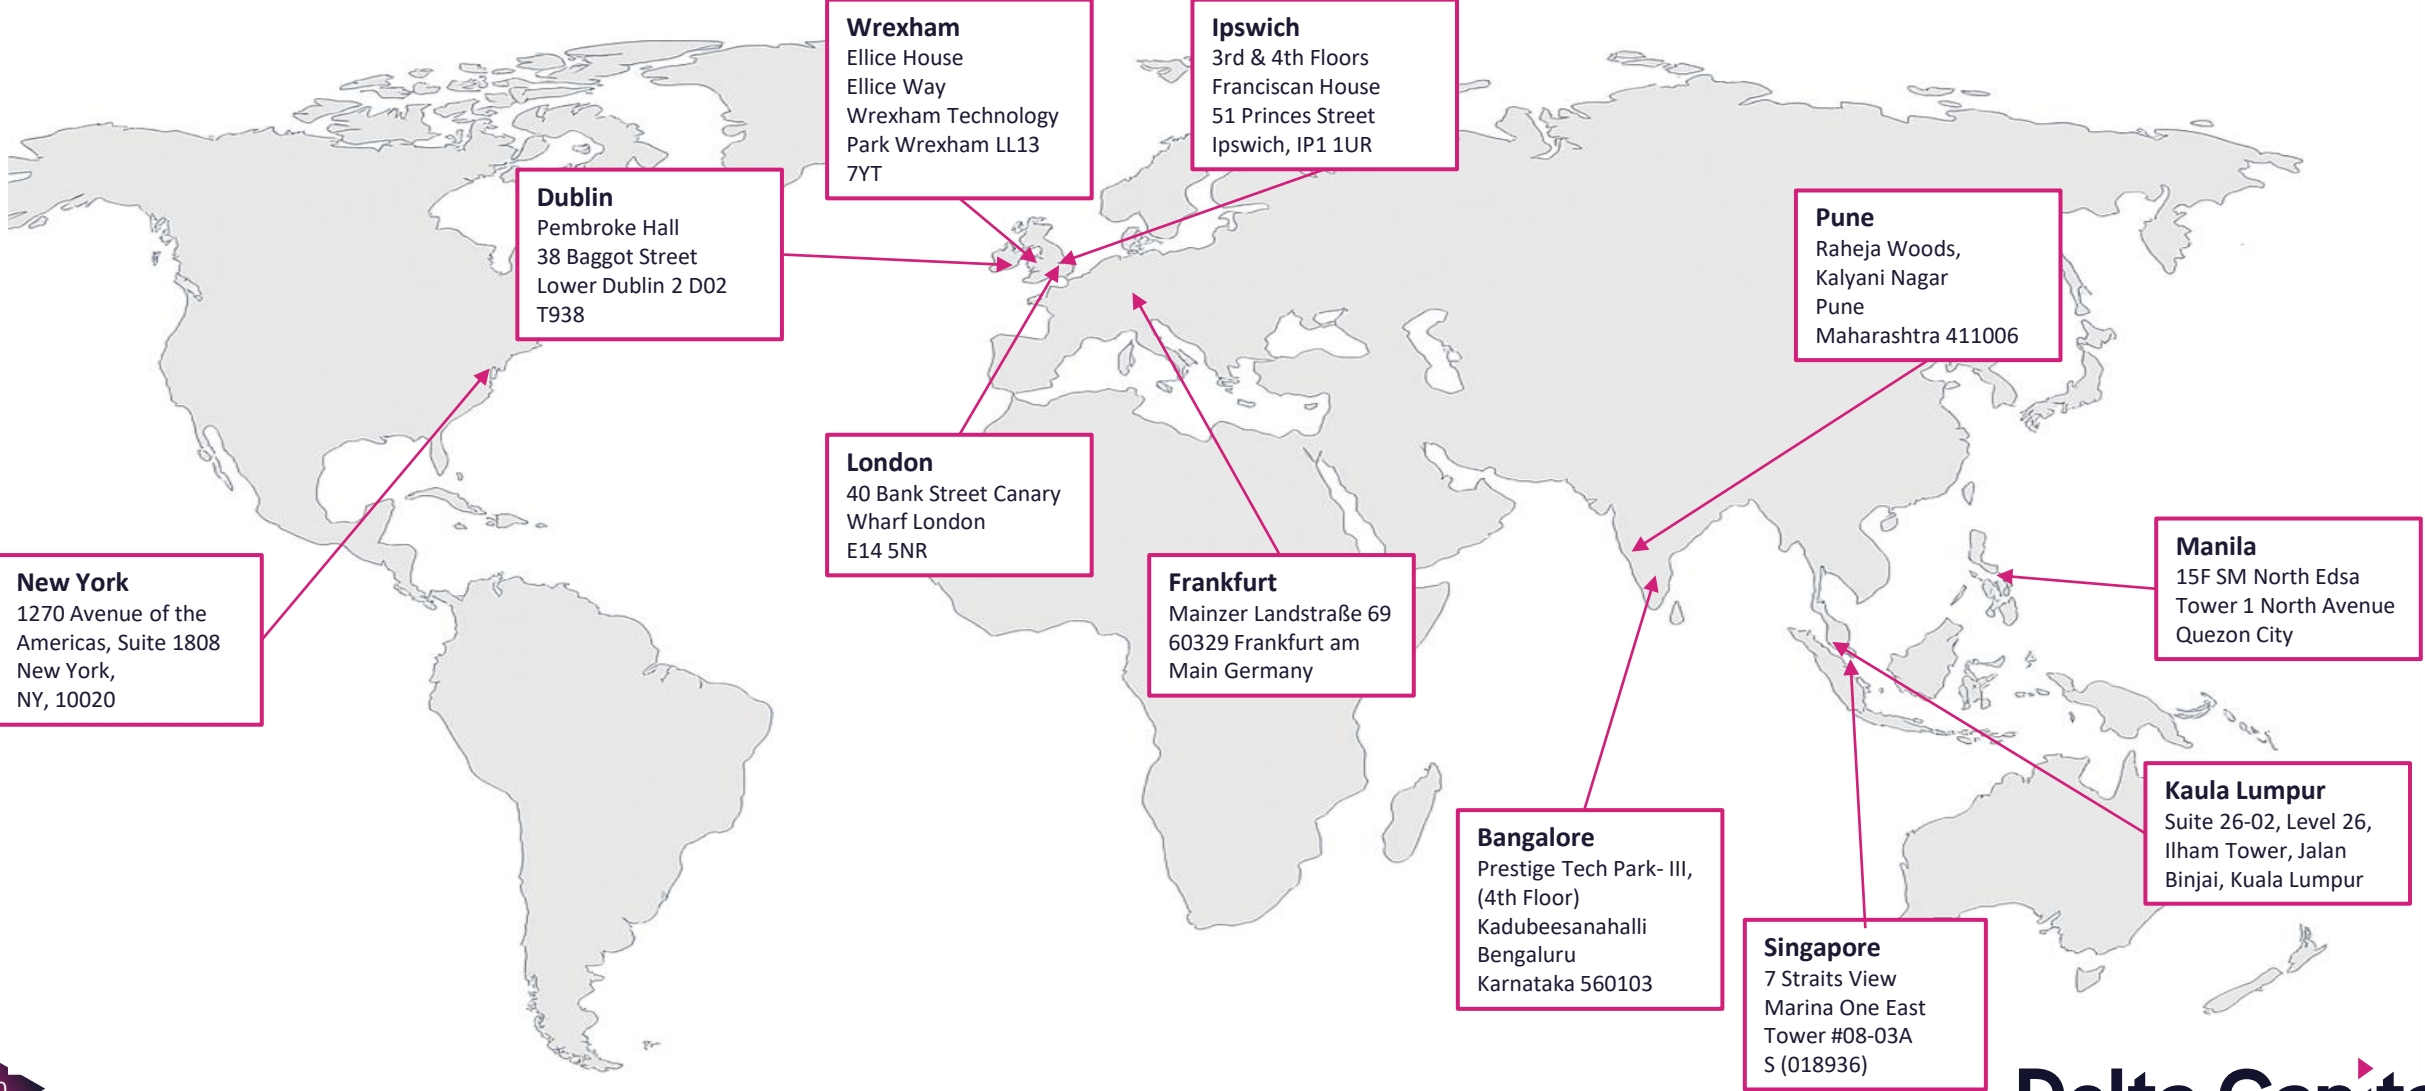 Wrexham
Ellice House
Ellice Way
Wrexham Technology
Park Wrexham LL13
7YT
Ipswich
3rd & 4th Floors
Franciscan House
51 Princes Street
Ipswich, IP1 1UR
Dublin
Pembroke Hall
38 Baggot Street
Lower Dublin 2 D02
T938
Pune
Raheja Woods,
Kalyani Nagar
Pune
Maharashtra 411006
London
40 Bank Street Canary
Wharf London
E14 5NR
New York
1270 Avenue of the
Americas, Suite 1808
New York,
NY, 10020
Frankfurt
Mainzer Landstraße 69
60329 Frankfurt am
Main Germany
Manila
15F SM North Edsa
Tower 1 North Avenue
Quezon City
Kaula Lumpur
Suite 26-02, Level 26,
Ilham Tower, Jalan
Binjai, Kuala Lumpur
Bangalore
Prestige Tech Park- III,
(4th Floor)
Kadubeesanahalli
Bengaluru
Karnataka 560103
Singapore
7 Straits View
Marina One East
Tower #08-03A
S (018936)
Delta